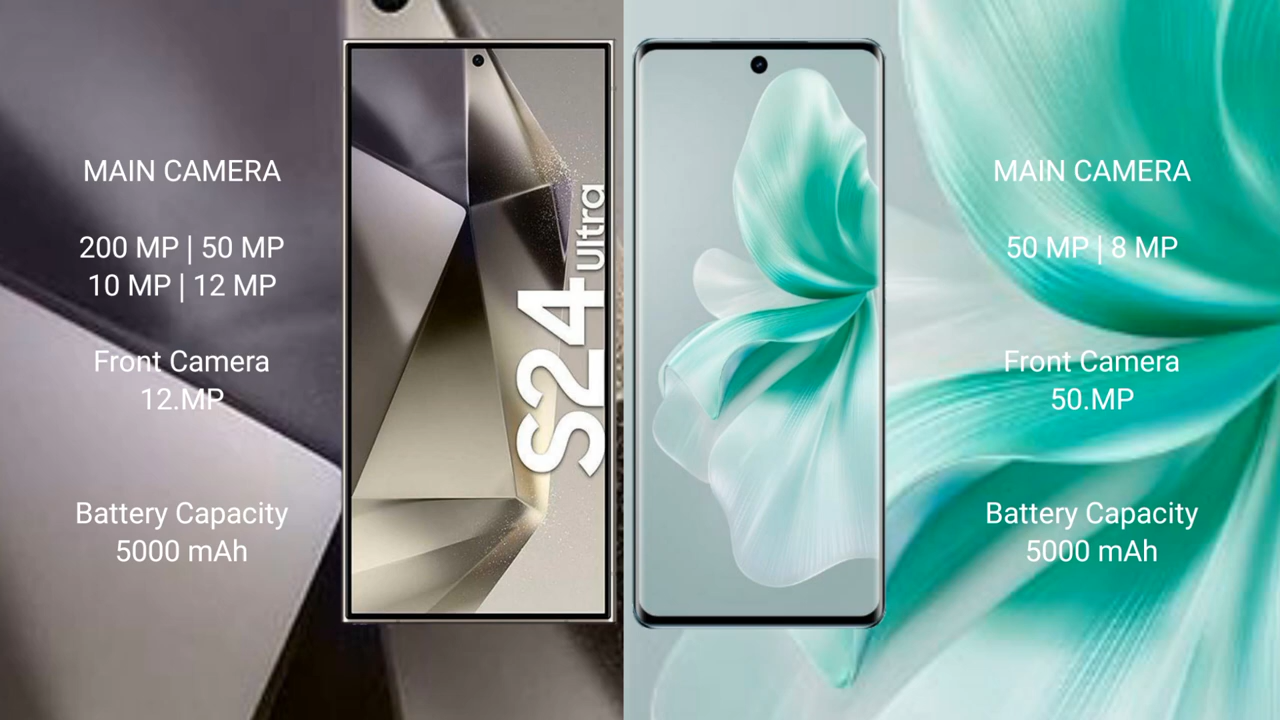 MAIN CAMERA
200 MP | 50 MP
10 MP | 12 MP
Front Camera
12.MP
Battery Capacity
5000 mAh
S24 Ultra
MAIN CAMERA
50 MP | 8 MP
Front Camera
50.MP
Battery Capacity
5000 mAh